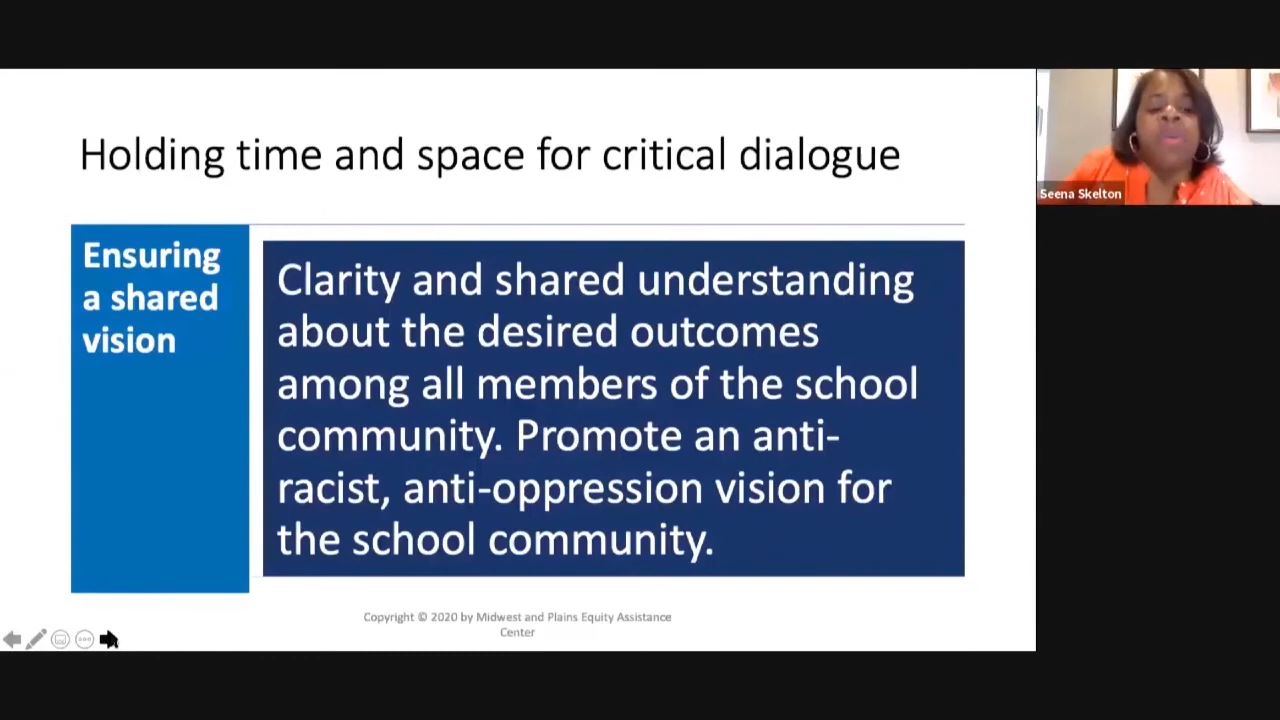 Holding time and space for critical dialogue
Seena Skelton
Ensuring
a shared
vision
Clarity and shared understanding
about the desired outcomes
among all members of the school
community. Promote an anti-
racist, anti-oppression vision for
the school community.
Copyright © 2020 by Midwest and Plains Equity Assistance
Center